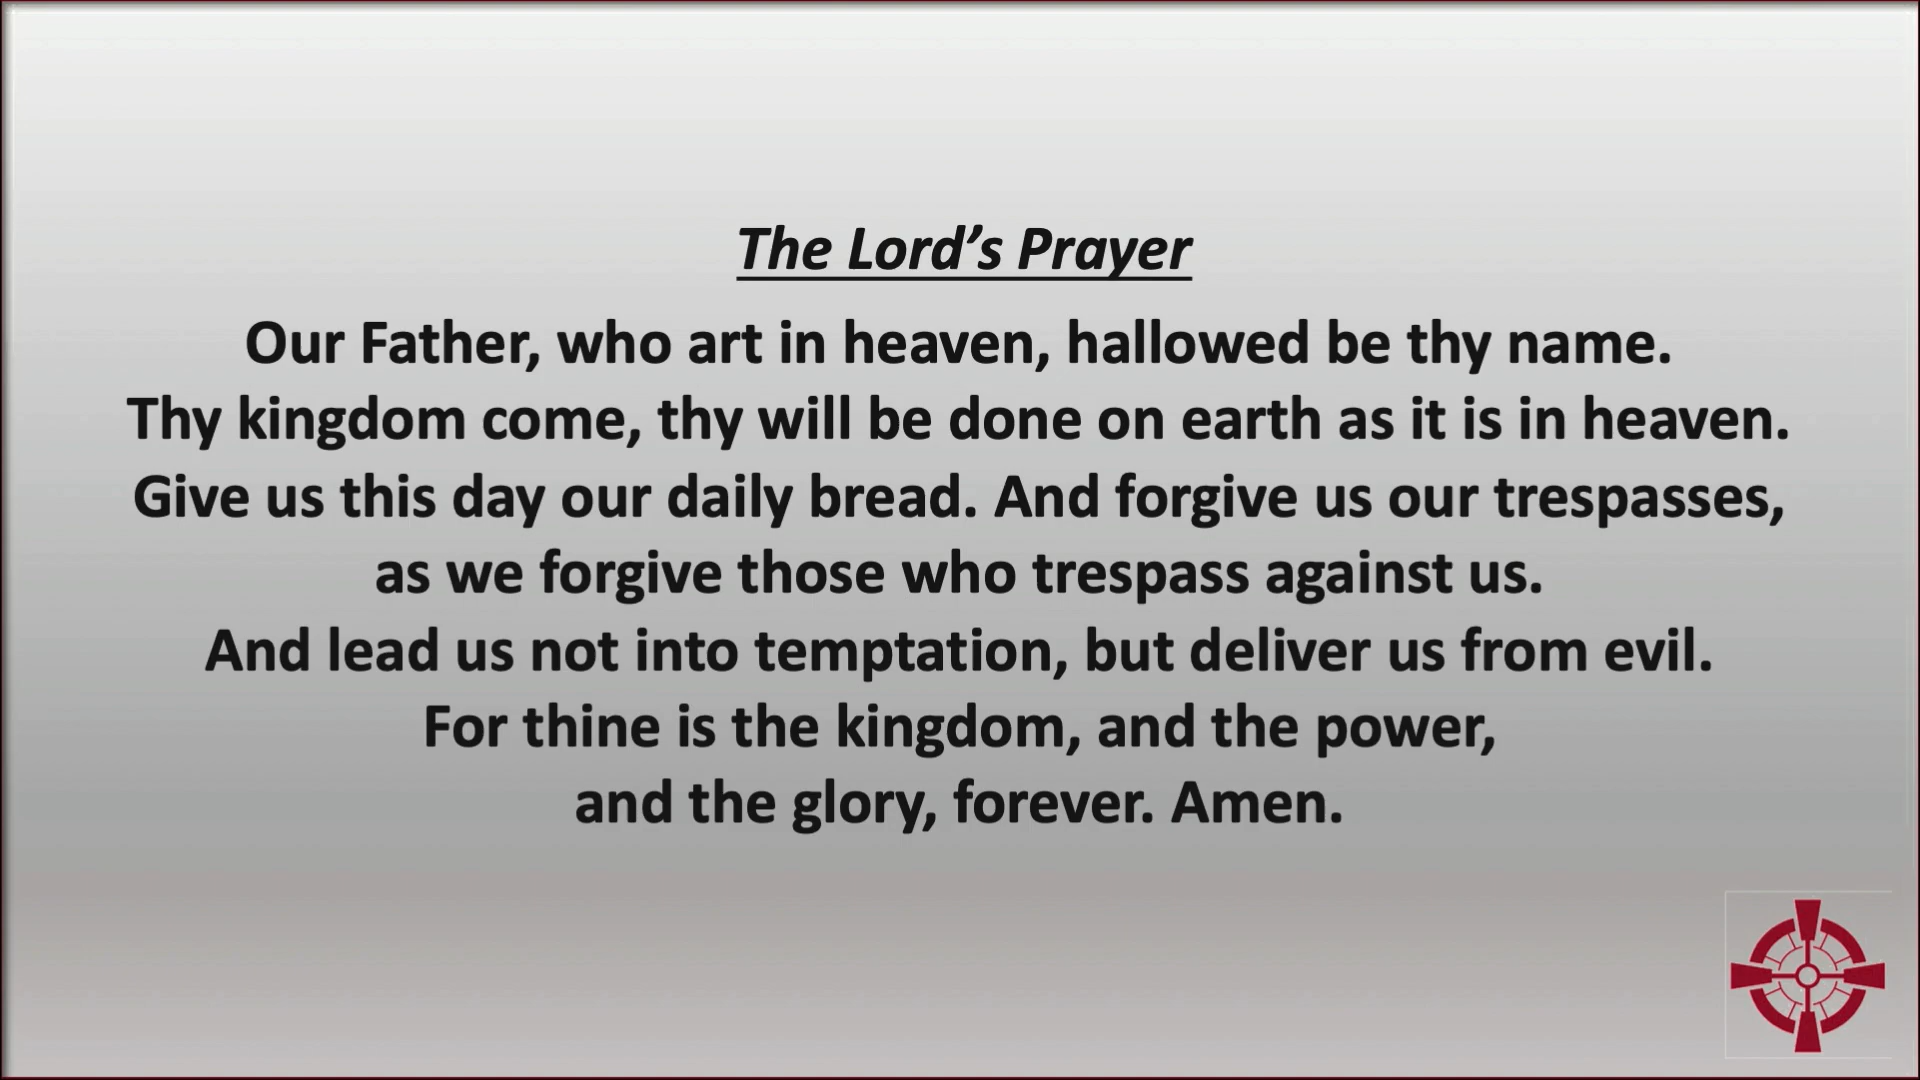 The Lord’s Prayer
Our Father, who art in heaven, hallowed be thy name.
Thy kingdom come, thy will be done on earth as it is in heaven.
Give us this day our daily bread. And forgive us our trespasses,
as we forgive those who trespass against us.
And lead us not into temptation, but deliver us from evil.
For thine is the kingdom, and the power,
and the glory, forever. Amen.